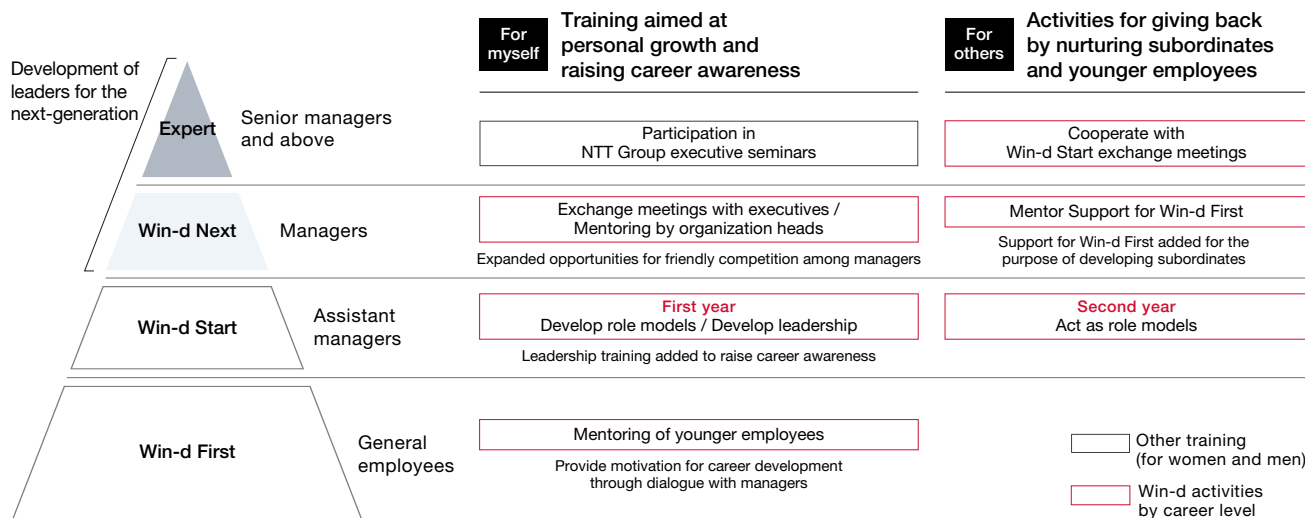 For
myself
Training aimed at
personal growth and
raising career awareness
For
others
Activities for giving back
by nurturing subordinates
and younger employees
Development of
leaders for the
next-generation
Expert
Senior managers
and above
Participation in
NTT Group executive seminars
Cooperate with
Win-d Start exchange meetings
Win-d Next
Managers
Exchange meetings with executives /
Mentoring by organization heads
Expanded opportunities for friendly competition among managers
Mentor Support for Win-d First
Support for Win-d First added for the
purpose of developing subordinates
Win-d Start
Assistant
managers
First year
Develop role models / Develop leadership
Leadership training added to raise career awareness
Second year
Act as role models
Win-d First
General
employees
Mentoring of younger employees
Provide motivation for career development
through dialogue with managers
Other training
(for women and men)
Win-d activities
by career level